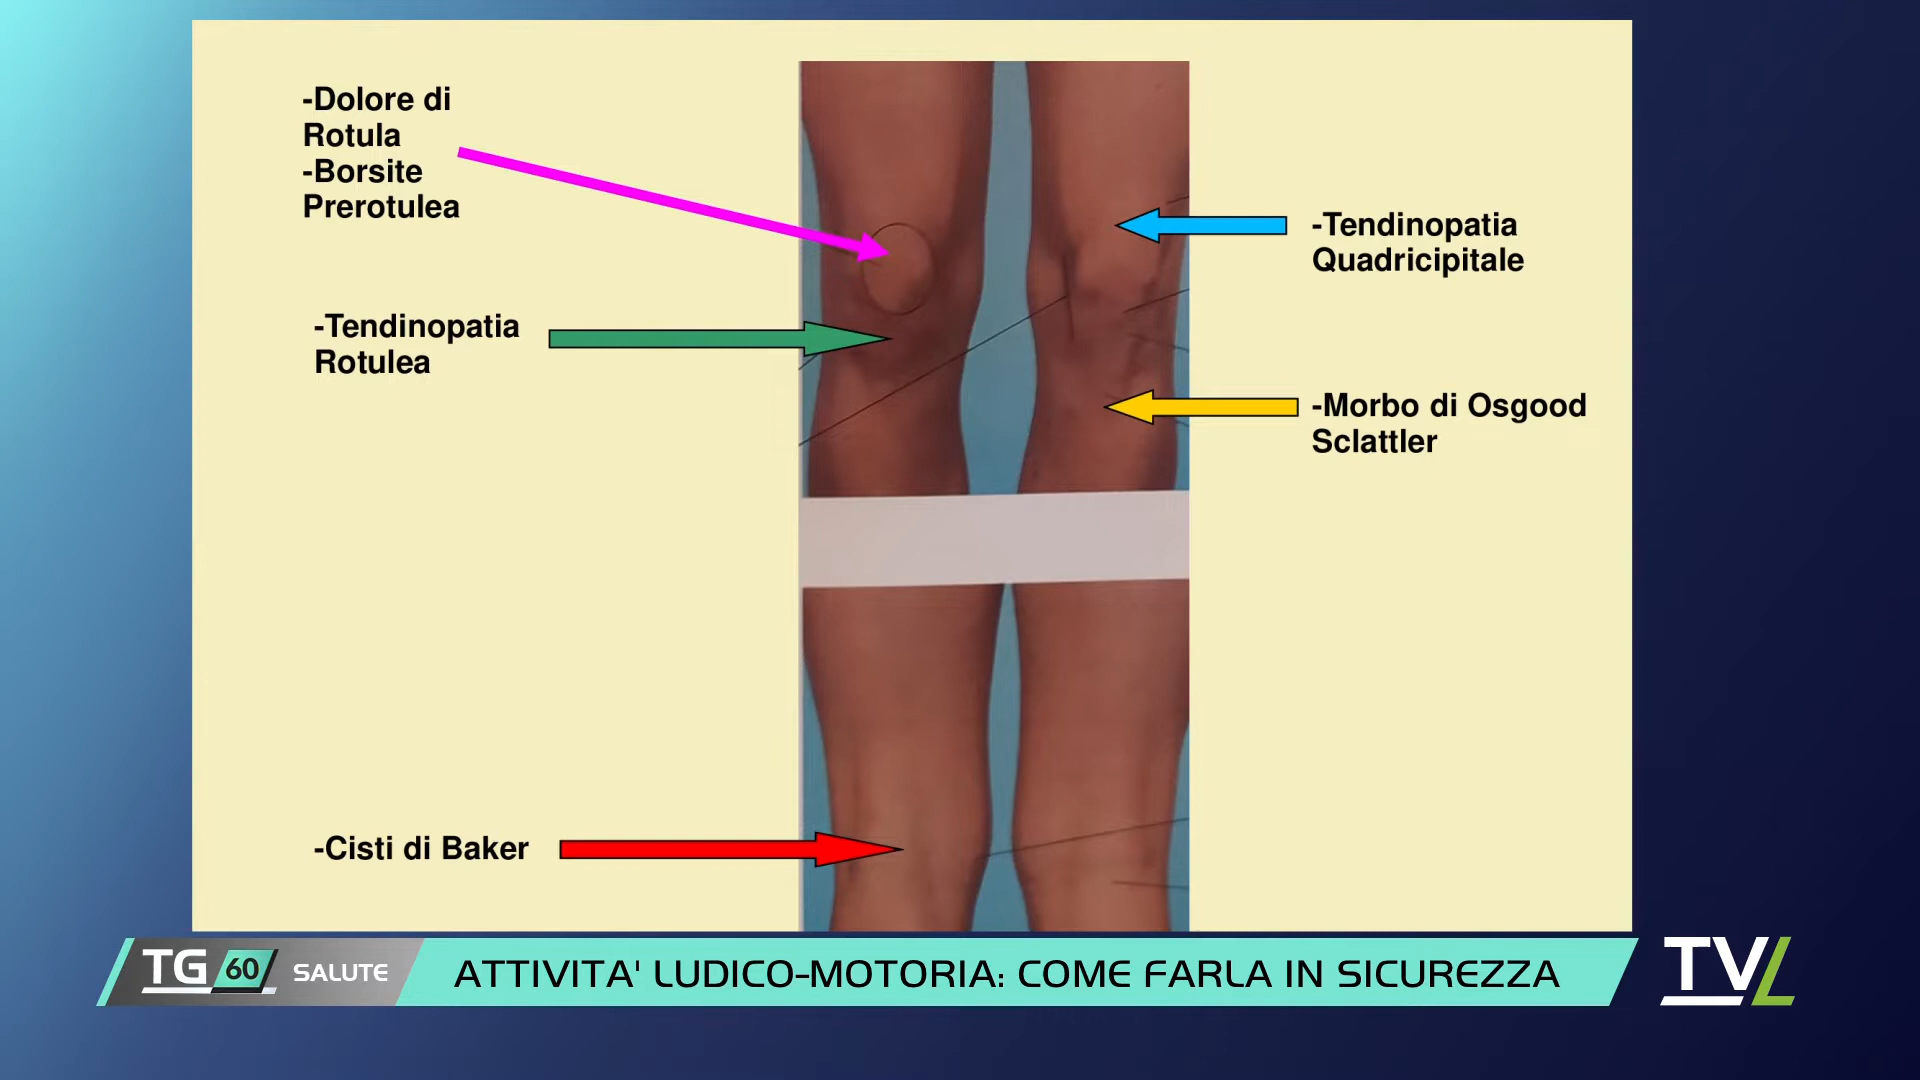 -Dolore di
Rotula
-Borsite
Prerotulea
-Tendinopatia
Quadricipitale
-Tendinopatia
Rotulea
-Morbo di Osgood
Sclattler
-Cisti di Baker
TG 60 SALUTE
ATTIVITA' LUDICO-MOTORIA: COME FARLA IN SICUREZZA
TVL